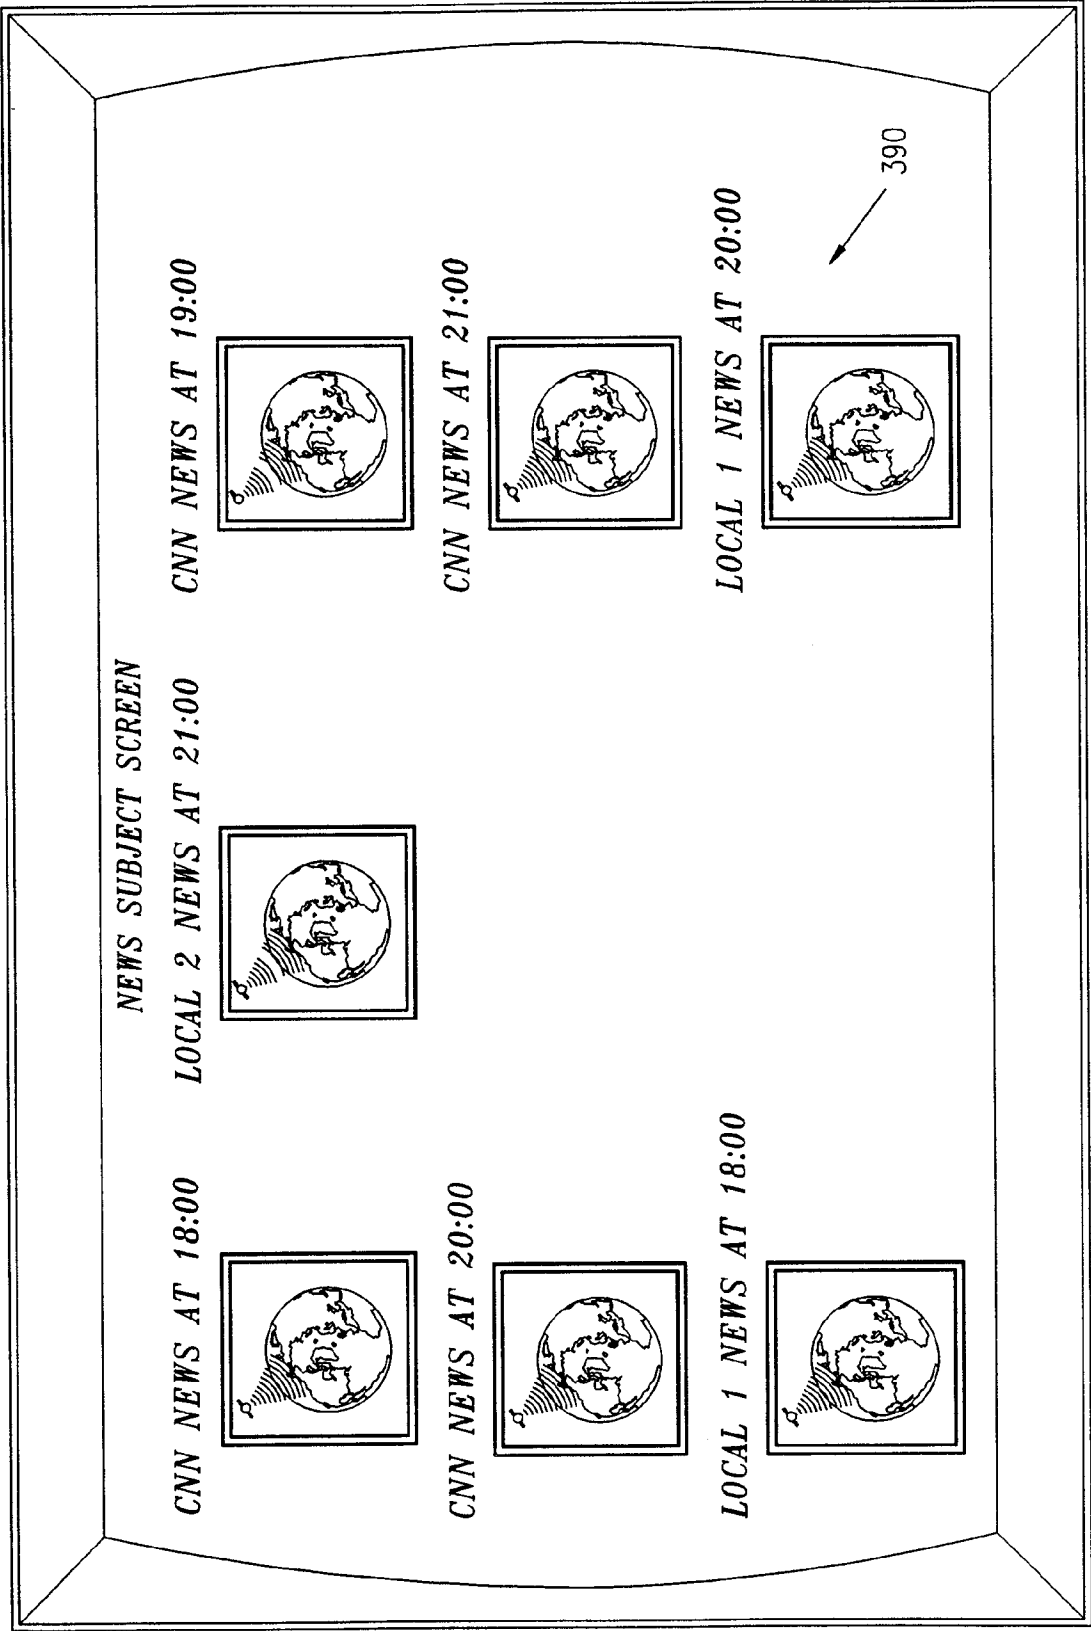 NEWS SUBJECT SCREEN
CNN NEWS AT 18:00
LOCAL 2 NEWS AT 21:00
CNN NEWS AT 19:00
CNN NEWS AT 20:00
CNN NEWS AT 21:00
LOCAL 1 NEWS AT 18:00
LOCAL 1 NEWS AT 20:00
390